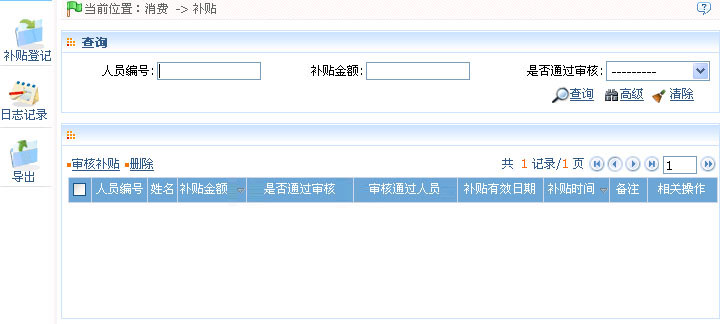 当前位置：消费 -> 补贴
补贴登记
日志记录
导出
查询
人员编号: 补贴金额: 是否通过审核: ---------
查询 高级 清除
审核补贴 删除 共 1 记录/1 页 1
人员编号 姓名 补贴金额 是否通过审核 审核通过人员 补贴有效日期 补贴时间 备注 相关操作